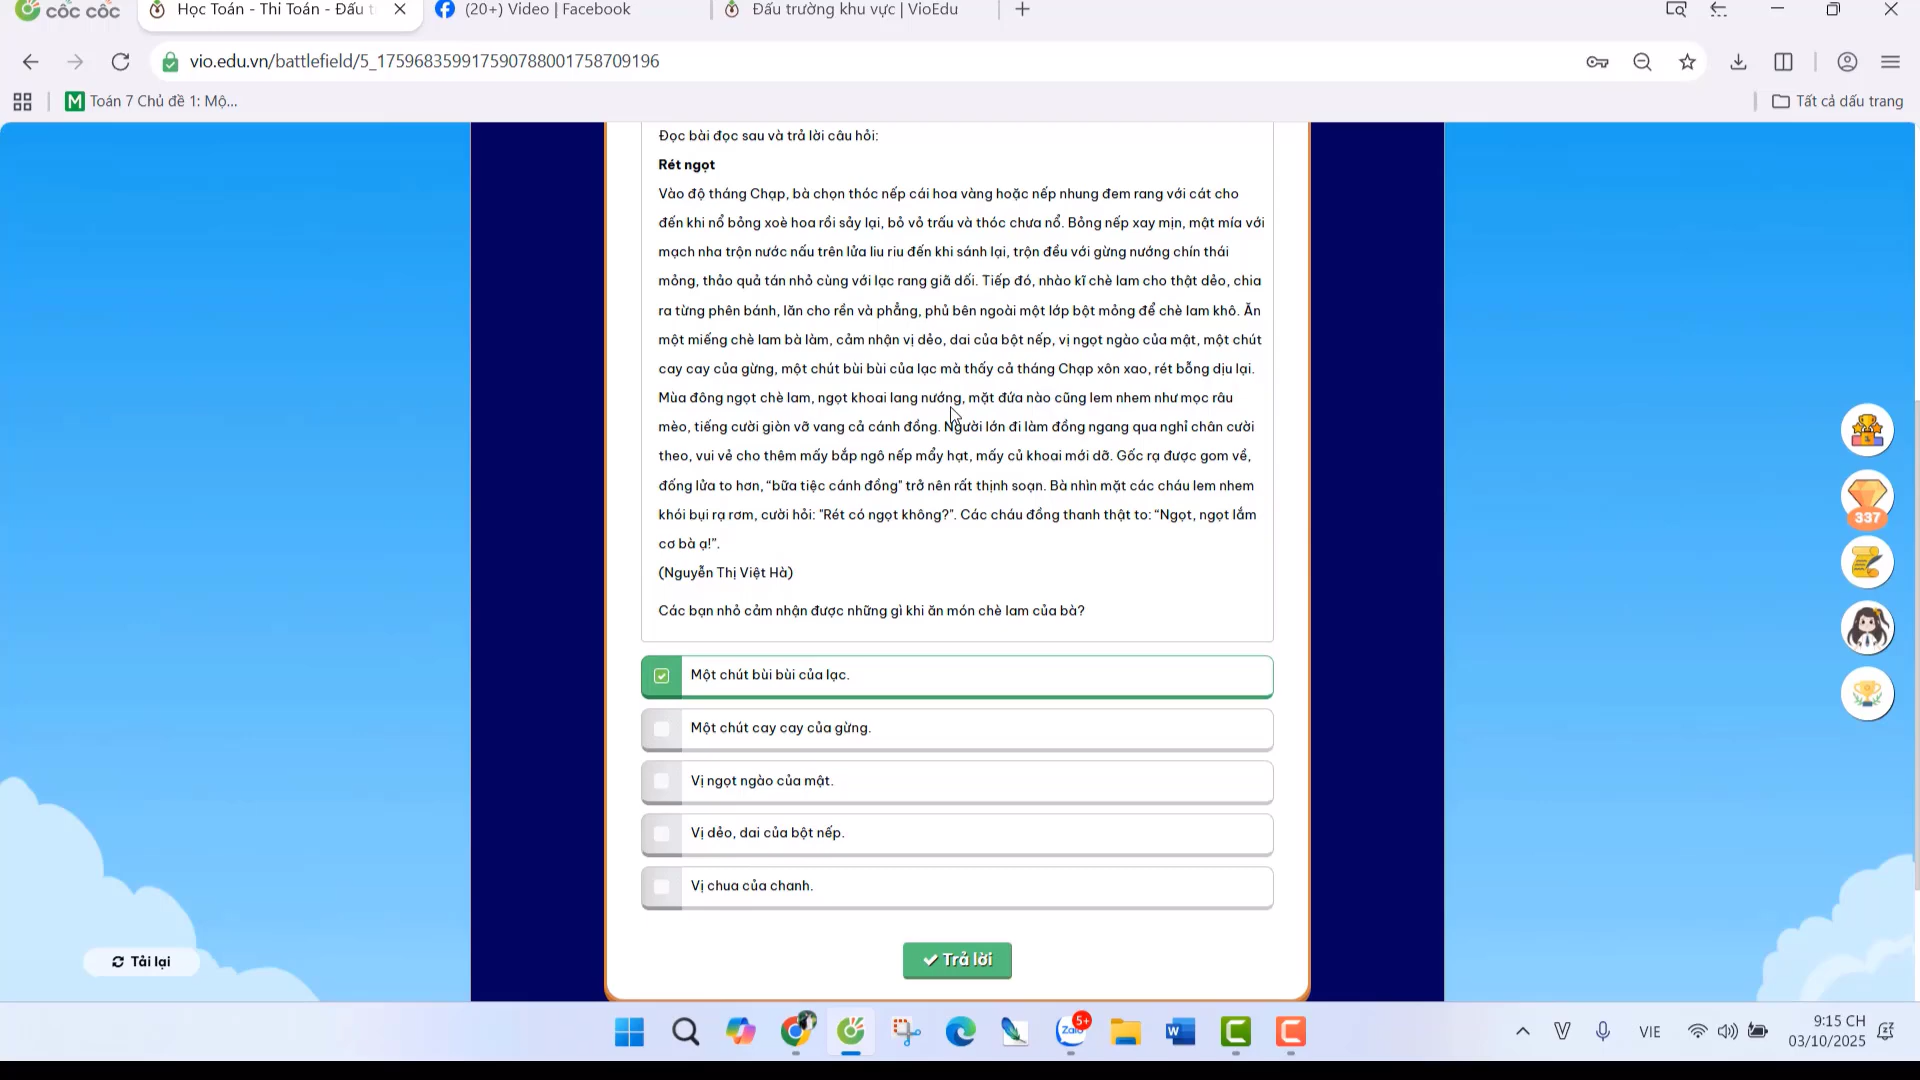 cốc cốc
Học Toán - Thi Toán - Đấu t
(20+) Video | Facebook
Đấu trường khu vực | VioEdu
vio.edu.vn/battlefield/5_1759683599175907880017587​09196
Toán 7 Chủ đề 1: Mộ...
Tất cả dấu trang
Đọc bài đọc sau và trả lời câu hỏi:
Rét ngọt
Vào độ tháng Chạp, bà chọn thóc nếp cái hoa vàng hoặc nếp nhung đem rang với cát cho
đến khi nổ bỏng xoè hoa rồi sảy lại, bỏ vỏ trấu và thóc chưa nổ. Bỏng nếp xay mịn, mật mía với
mạch nha trộn nước nấu trên lửa liu riu đến khi sánh lại, trộn đều với gừng nướng chín thái
mỏng, thảo quả tán nhỏ cùng với lạc rang giã dối. Tiếp đó, nhào kĩ chè lam cho thật dẻo, chia
ra từng phên bánh, lăn cho rền và phẳng, phủ bên ngoài một lớp bột mỏng để chè lam khô. Ăn
một miếng chè lam bà làm, cảm nhận vị dẻo, dai của bột nếp, vị ngọt ngào của mật, một chút
cay cay của gừng, một chút bùi bùi của lạc mà thấy cả tháng Chạp xôn xao, rét bỗng dịu lại.
Mùa đông ngọt chè lam, ngọt khoai lang nướng, mặt đứa nào cũng lem nhem như mọc râu
mèo, tiếng cười giòn vỡ vang cả cánh đồng. Người lớn đi làm đồng ngang qua nghỉ chân cười
theo, vui vẻ cho thêm mấy bắp ngô nếp mẩy hạt, mấy củ khoai mới dỡ. Gốc rạ được gom về,
đống lửa to hơn, “bữa tiệc cánh đồng" trở nên rất thịnh soạn. Bà nhìn mặt các cháu lem nhem
khói bụi rạ rơm, cười hỏi: "Rét có ngọt không?". Các cháu đồng thanh thật to: “Ngọt, ngọt lắm
cơ bà ạ!”.
(Nguyễn Thị Việt Hà)
Các bạn nhỏ cảm nhận được những gì khi ăn món chè lam của bà?
Một chút bùi bùi của lạc.
Một chút cay cay của gừng.
Vị ngọt ngào của mật.
Vị dẻo, dai của bột nếp.
Vị chua của chanh.
Trả lời
Tải lại
337
Zalo
5+
VIE
9:15 CH
03/10/2025